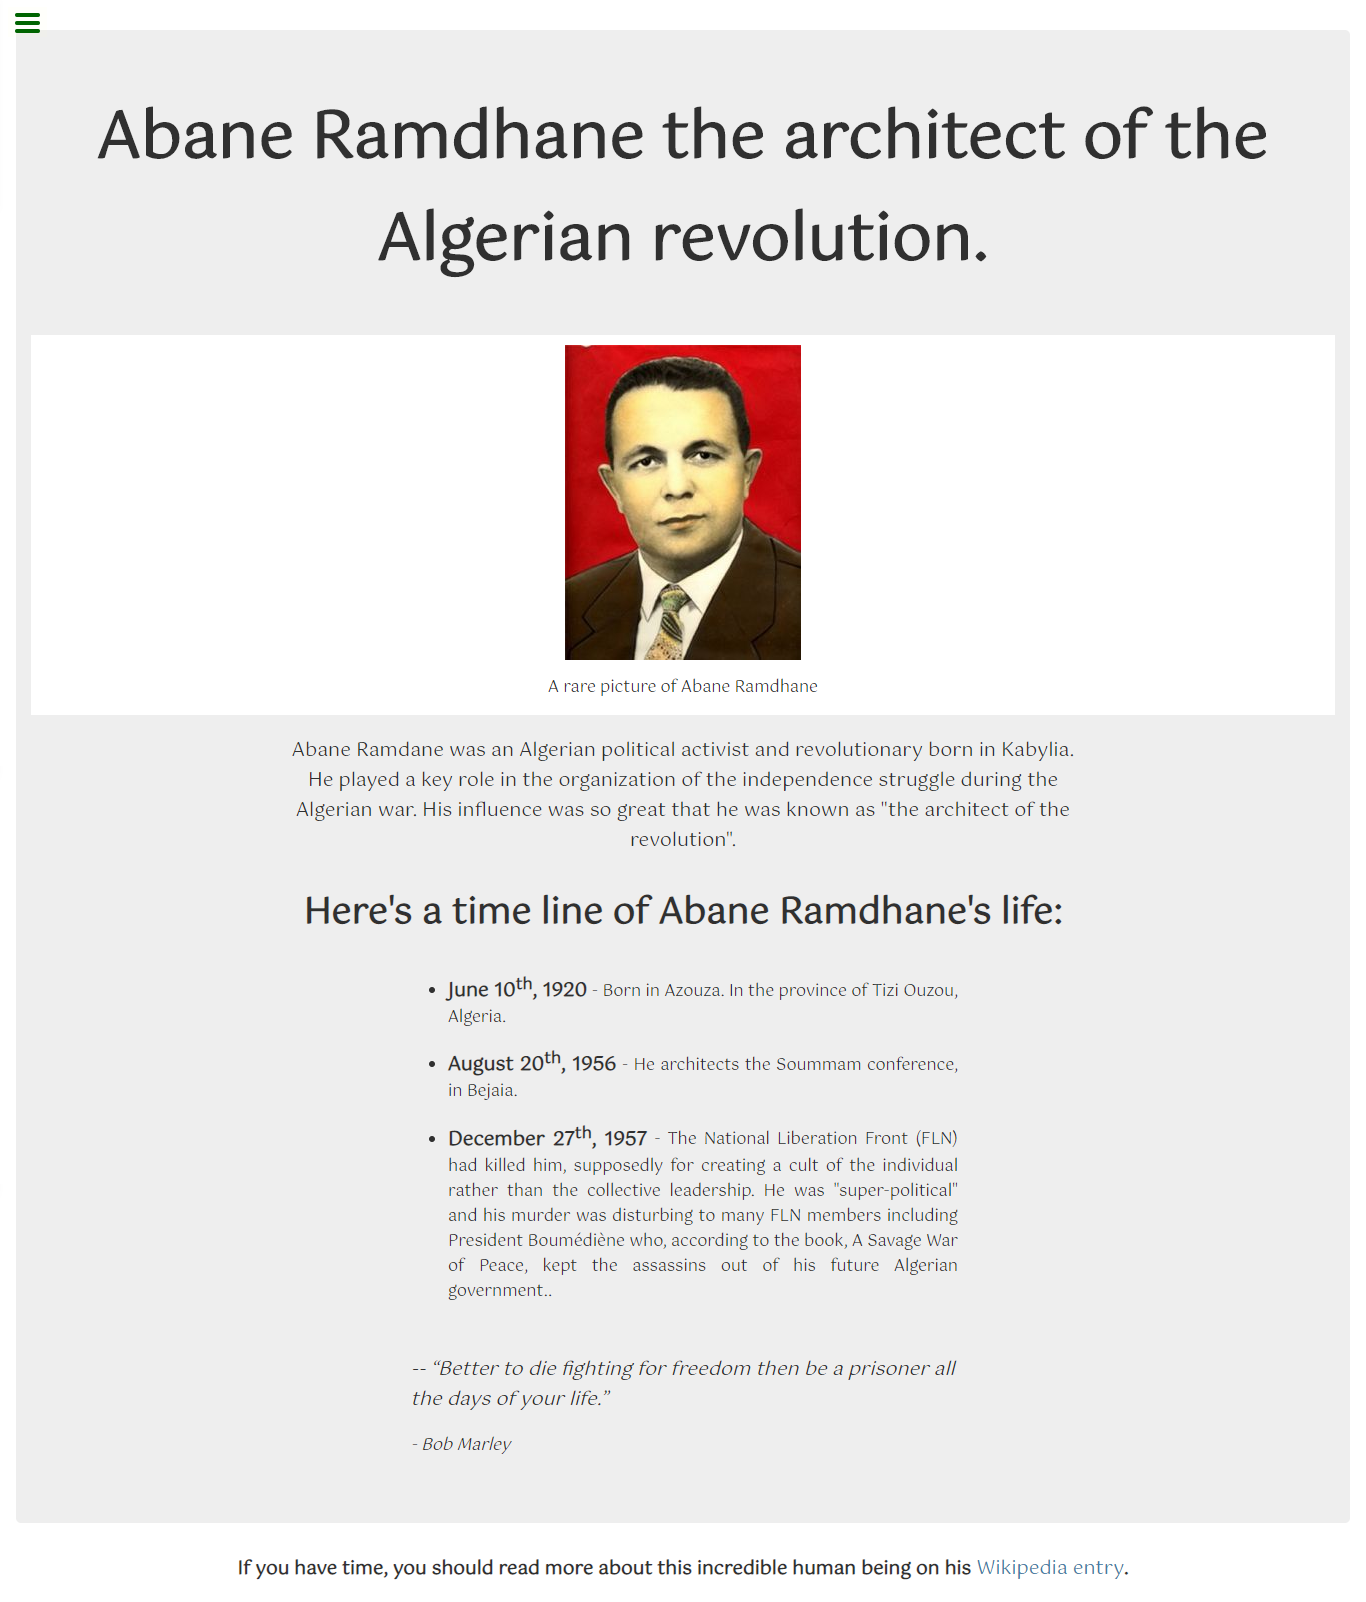 Abane Ramdhane the architect of the
Algerian revolution.
A rare picture of Abane Ramdhane
Abane Ramdane was an Algerian political activist and revolutionary born in Kabylia.
He played a key role in the organization of the independence struggle during the
Algerian war. His influence was so great that he was known as "the architect of the
revolution".
Here's a time line of Abane Ramdhane's life:
• June 10th, 1920 - Born in Azouza. In the province of Tizi Ouzou,
Algeria.
• August 20th, 1956 - He architects the Soummam conference,
in Bejaia.
• December 27th, 1957 - The National Liberation Front (FLN)
had killed him, supposedly for creating a cult of the individual
rather than the collective leadership. He was "super-political"
and his murder was disturbing to many FLN members including
President Boumédiène who, according to the book, A Savage War
of Peace, kept the assassins out of his future Algerian
government..
-- “Better to die fighting for freedom then be a prisoner all
the days of your life.”
- Bob Marley
If you have time, you should read more about this incredible human being on his Wikipedia entry.